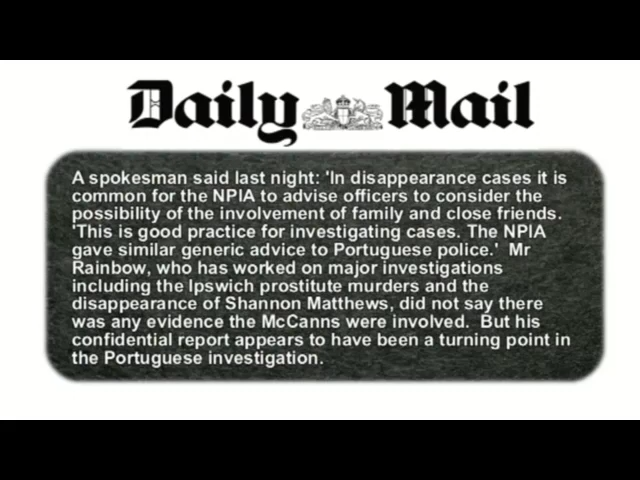 Daily Mail
A spokesman said last night: 'In disappearance cases it is
common for the NPIA to advise officers to consider the
possibility of the involvement of family and close friends.
'This is good practice for investigating cases. The NPIA
gave similar generic advice to Portuguese police.'  Mr
Rainbow, who has worked on major investigations
including the Ipswich prostitute murders and the
disappearance of Shannon Matthews, did not say there
was any evidence the McCanns were involved.  But his
confidential report appears to have been a turning point in
the Portuguese investigation.